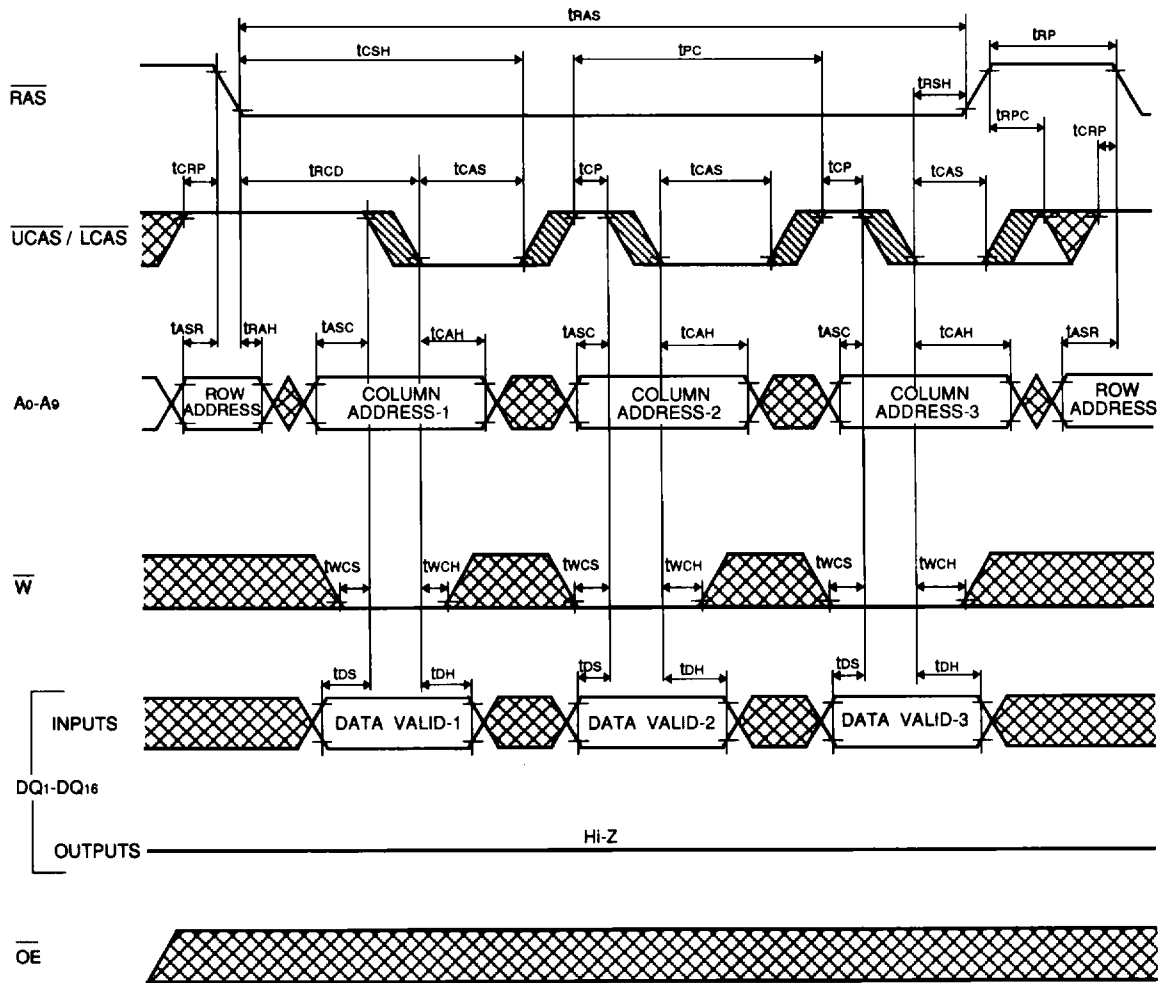 tRAS
tCSH tPC tRP
RAS
tRSH
tRPC
tCRP
tCRP tRCD tCAS tCP tCAS tCP tCAS
UCAS / LCAS
tASR tRAH tASC tCAH tASC tCAH tASC tCAH tASR
A0-A9
ROW ADDRESS
COLUMN ADDRESS-1
COLUMN ADDRESS-2
COLUMN ADDRESS-3
ROW ADDRESS
W
tWCS tWCH tWCS tWCH tWCS tWCH
tDS tDH tDS tDH tDS tDH
INPUTS DATA VALID-1 DATA VALID-2 DATA VALID-3
DQ1-DQ16
Hi-Z
OUTPUTS
OE